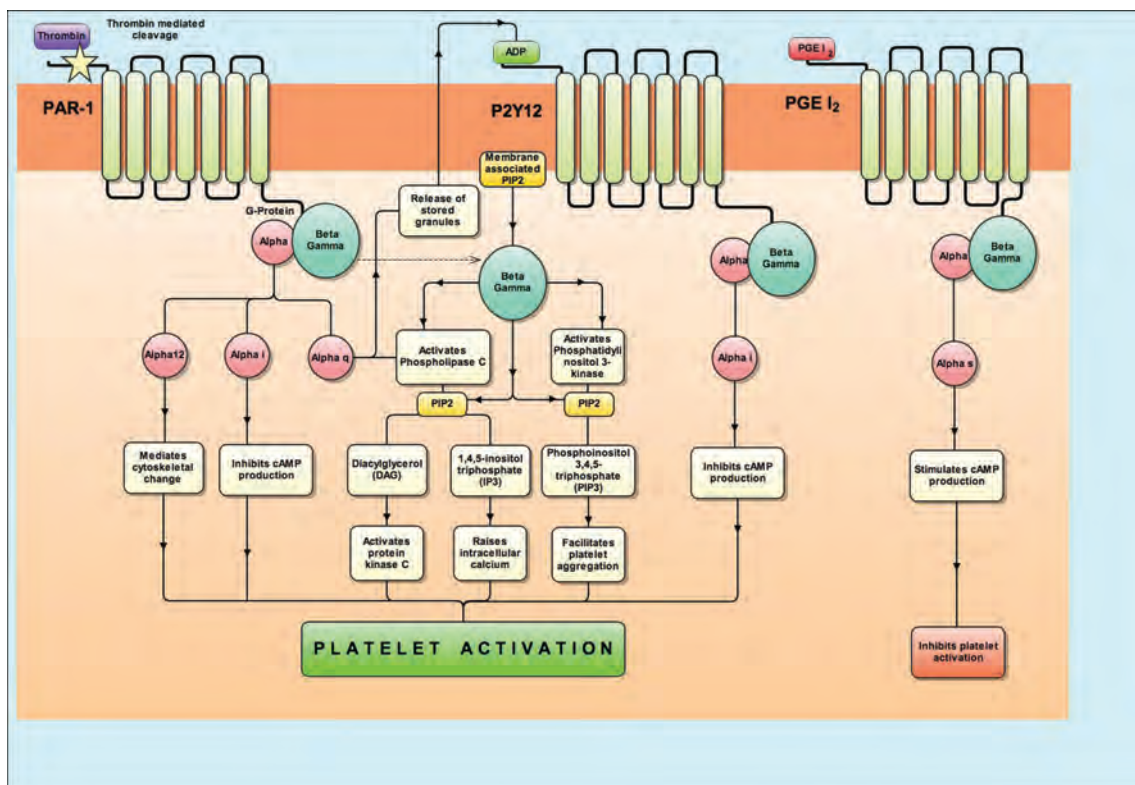 Thrombin
Thrombin mediated
cleavage
ADP
PGE I2
PAR-1
P2Y12
PGE I2
Membrane
associated
PIP2
Release of
stored
granules
G-Protein
Alpha
Beta
Gamma
Beta
Gamma
Alpha
Beta
Gamma
Alpha
Beta
Gamma
Alpha12
Alpha i
Alpha q
Activates
Phospholipase C
Activates
Phosphatidyli
nositol 3-
kinase
Alpha i
Alpha s
PIP2
PIP2
Mediates
cytoskeletal
change
Inhibits cAMP
production
Diacylglycerol
(DAG)
1,4,5-inositol
triphosphate
(IP3)
Phosphoinositol
3,4,5-
triphosphate
(PIP3)
Inhibits cAMP
production
Stimulates cAMP
production
Activates
protein
kinase C
Raises
intracellular
calcium
Facilitates
platelet
aggregation
PLATELET ACTIVATION
Inhibits platelet
activation